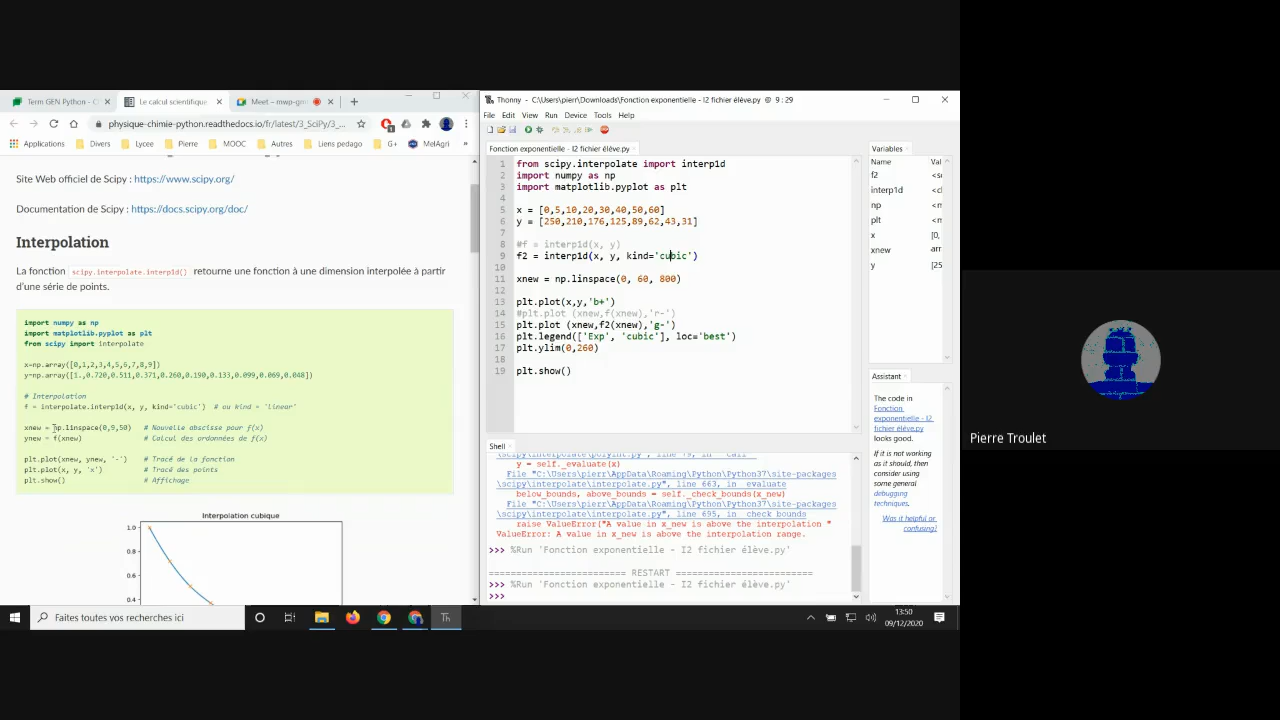 Term GEN Python - C
Le calcul scientifique
Meet – mwp-gm
physique-chimie-python.readthedocs.io/fr/latest/3_SciPy/3_...
Applications
Divers
Lycee
Pierre
MOOC
Autres
Liens pedago
G+
MetAgri
Site Web officiel de Scipy : https://www.scipy.org/
Documentation de Scipy : https://docs.scipy.org/doc/
Interpolation
La fonction scipy.interpolate.interp1d() retourne une fonction à une dimension interpolée à partir
d'une série de points.
import numpy as np
import matplotlib.pyplot as plt
from scipy import interpolate
x=np.array([0,1,2,3,4,5,6,7,8,9])
y=np.array([1.,0.720,0.511,0.371,0.260,0.190,0.133,0.099,0.069,0.048])
# Interpolation
f = interpolate.interp1d(x, y, kind='cubic') # ou kind = 'linear'
xnew = np.linspace(0,9,50) # Nouvelle abscisse pour f(x)
ynew = f(xnew) # Calcul des ordonnées de f(x)
plt.plot(xnew, ynew, '-') # Tracé de la fonction
plt.plot(x, y, 'x') # Tracé des points
plt.show() # Affichage
Interpolation cubique
1.0
0.8
0.6
0.4
Thonny - C:\Users\pierr\Downloads\Fonction exponentielle - I2 fichier élève.py @ 9 : 29
File Edit View Run Device Tools Help
Fonction exponentielle - I2 fichier élève.py
1 from scipy.interpolate import interp1d
2 import numpy as np
3 import matplotlib.pyplot as plt
4
5 x = [0,5,10,20,30,40,50,60]
6 y = [250,210,176,125,89,62,43,31]
7
8 #f = interp1d(x, y)
9 f2 = interp1d(x, y, kind='cubic')
10
11 xnew = np.linspace(0, 60, 800)
12
13 plt.plot(x,y,'b+')
14 #plt.plot (xnew,f(xnew),'r-')
15 plt.plot (xnew,f2(xnew),'g-')
16 plt.legend(['Exp', 'cubic'], loc='best')
17 plt.ylim(0,260)
18
19 plt.show()
Shell
y = self._evaluate(x)
File "C:\Users\pierr\AppData\Roaming\Python\Python37\site-packages
\scipy\interpolate\interpolate.py", line 663, in _evaluate
below_bounds, above_bounds = self._check_bounds(x_new)
File "C:\Users\pierr\AppData\Roaming\Python\Python37\site-packages
\scipy\interpolate\interpolate.py", line 695, in _check_bounds
raise ValueError("A value in x_new is above the interpolation "
ValueError: A value in x_new is above the interpolation range.
>>> %Run 'Fonction exponentielle - I2 fichier élève.py'
========================= RESTART =========================
>>> %Run 'Fonction exponentielle - I2 fichier élève.py'
>>>
Variables
Name Val
f2 <s
interp1d <c
np <m
plt <m
x [0,
xnew arr
y [25
Assistant
The code in
Fonction
exponentielle - I2
fichier élève.py
looks good.
If it is not working
as it should, then
consider using
some general
debugging
techniques.
Was it helpful or
confusing?
Pierre Troulet
Faites toutes vos recherches ici
Th
13:50
09/12/2020